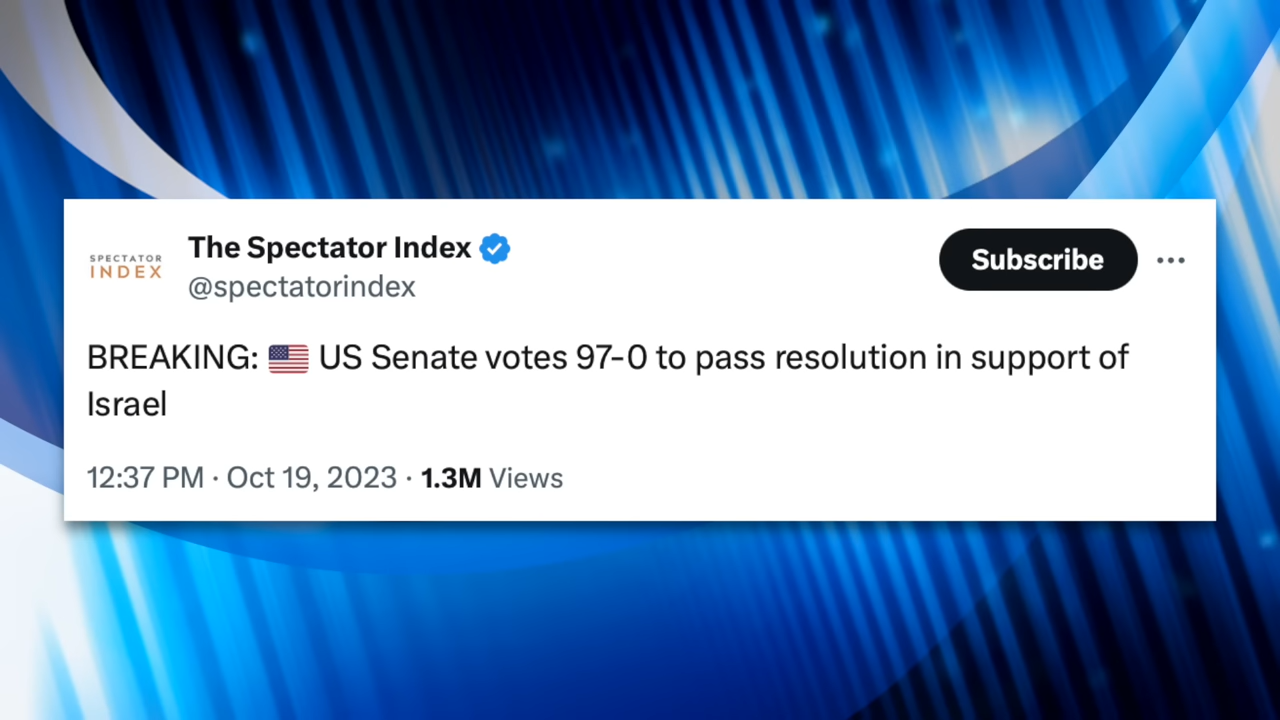 SPECTATOR
INDEX
The Spectator Index
@spectatorindex
Subscribe
BREAKING: 🇺🇸 US Senate votes 97-0 to pass resolution in support of
Israel
12:37 PM · Oct 19, 2023 · 1.3M Views